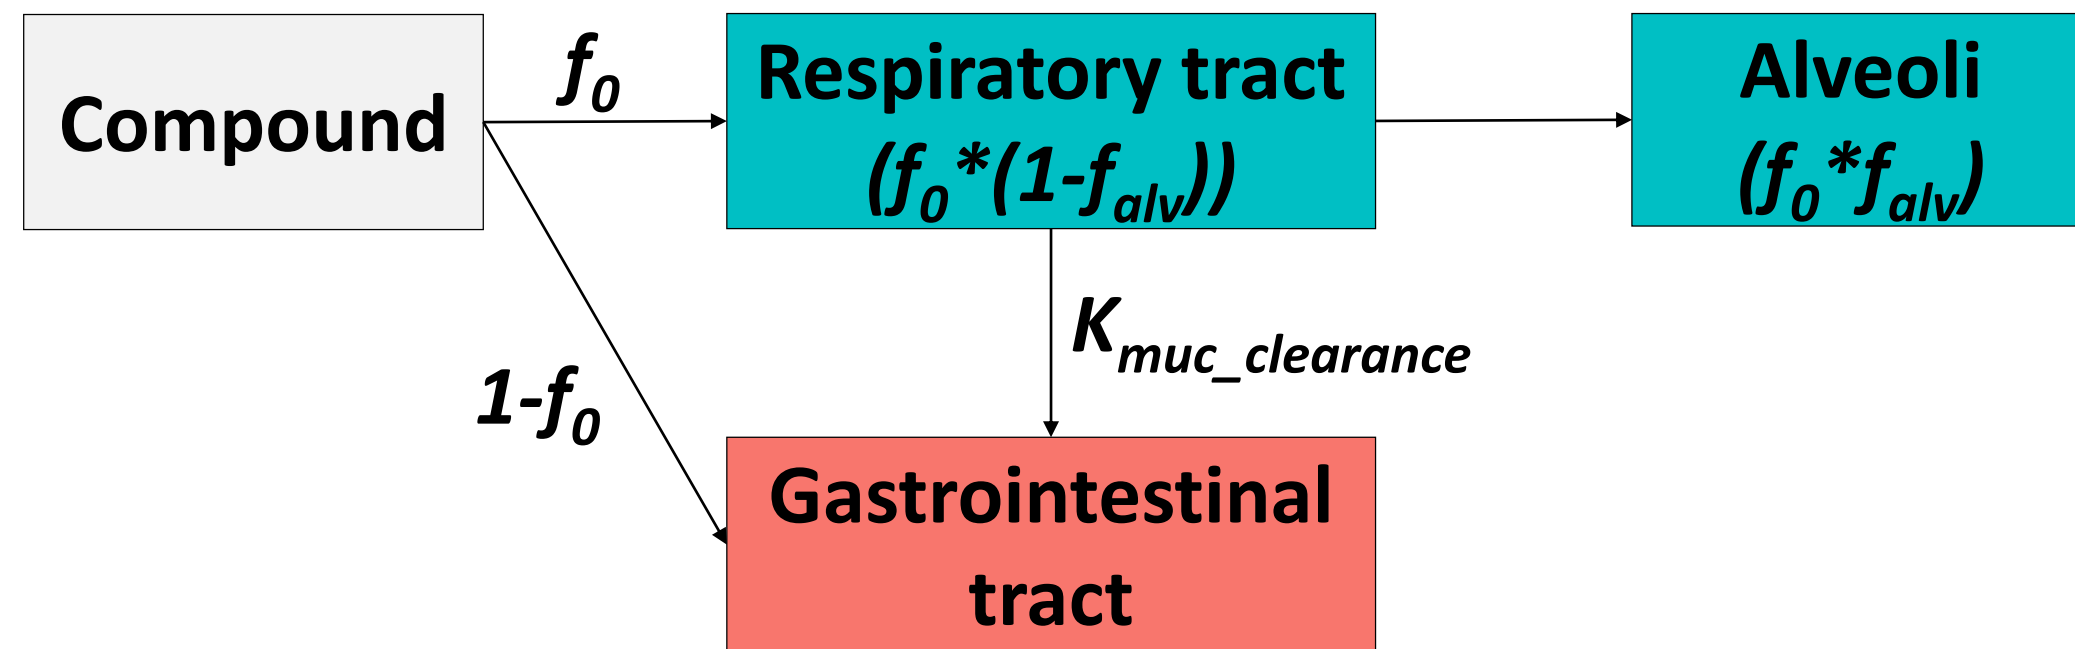 Compound
f0
Respiratory tract
(f0*(1-falv))
Alveoli
(f0*falv)
Kmuc_clearance
1-f0
Gastrointestinal
tract